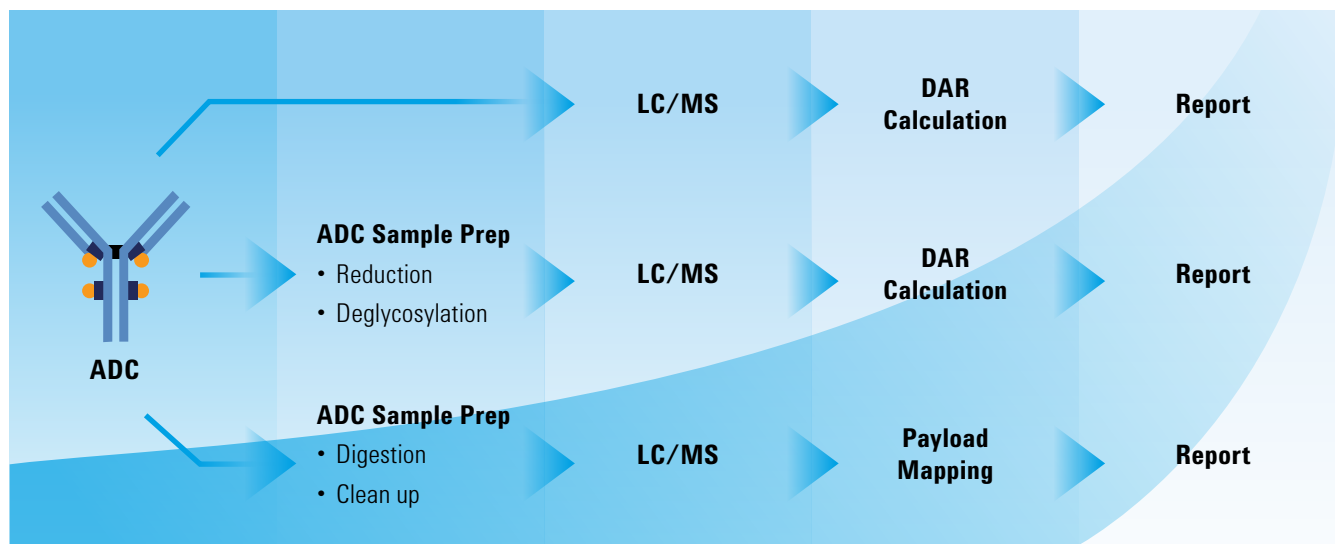 LC/MS
DAR
Calculation
Report
ADC
ADC Sample Prep
• Reduction
• Deglycosylation
LC/MS
DAR
Calculation
Report
ADC Sample Prep
• Digestion
• Clean up
LC/MS
Payload
Mapping
Report